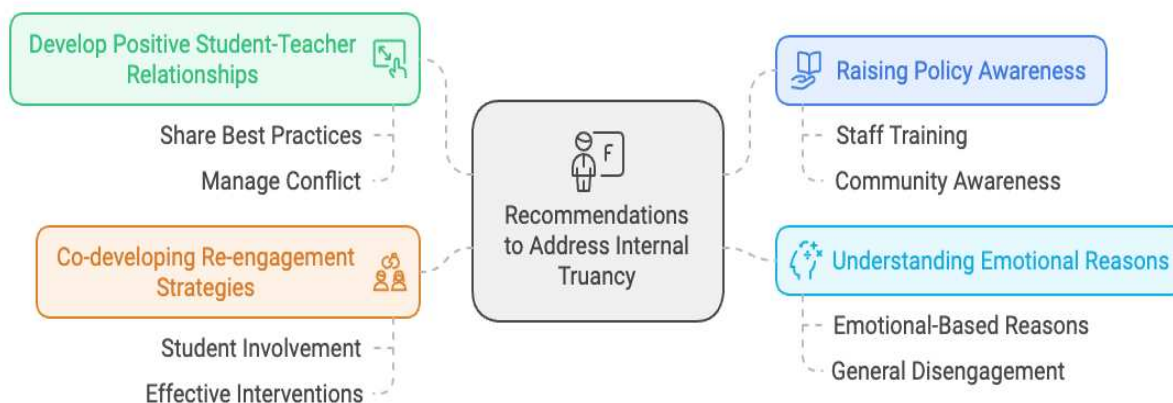 Develop Positive Student-Teacher
Relationships
Share Best Practices
Manage Conflict
Co-developing Re-engagement
Strategies
Student Involvement
Effective Interventions
F
Recommendations
to Address Internal
Truancy
Raising Policy Awareness
Staff Training
Community Awareness
Understanding Emotional Reasons
Emotional-Based Reasons
General Disengagement